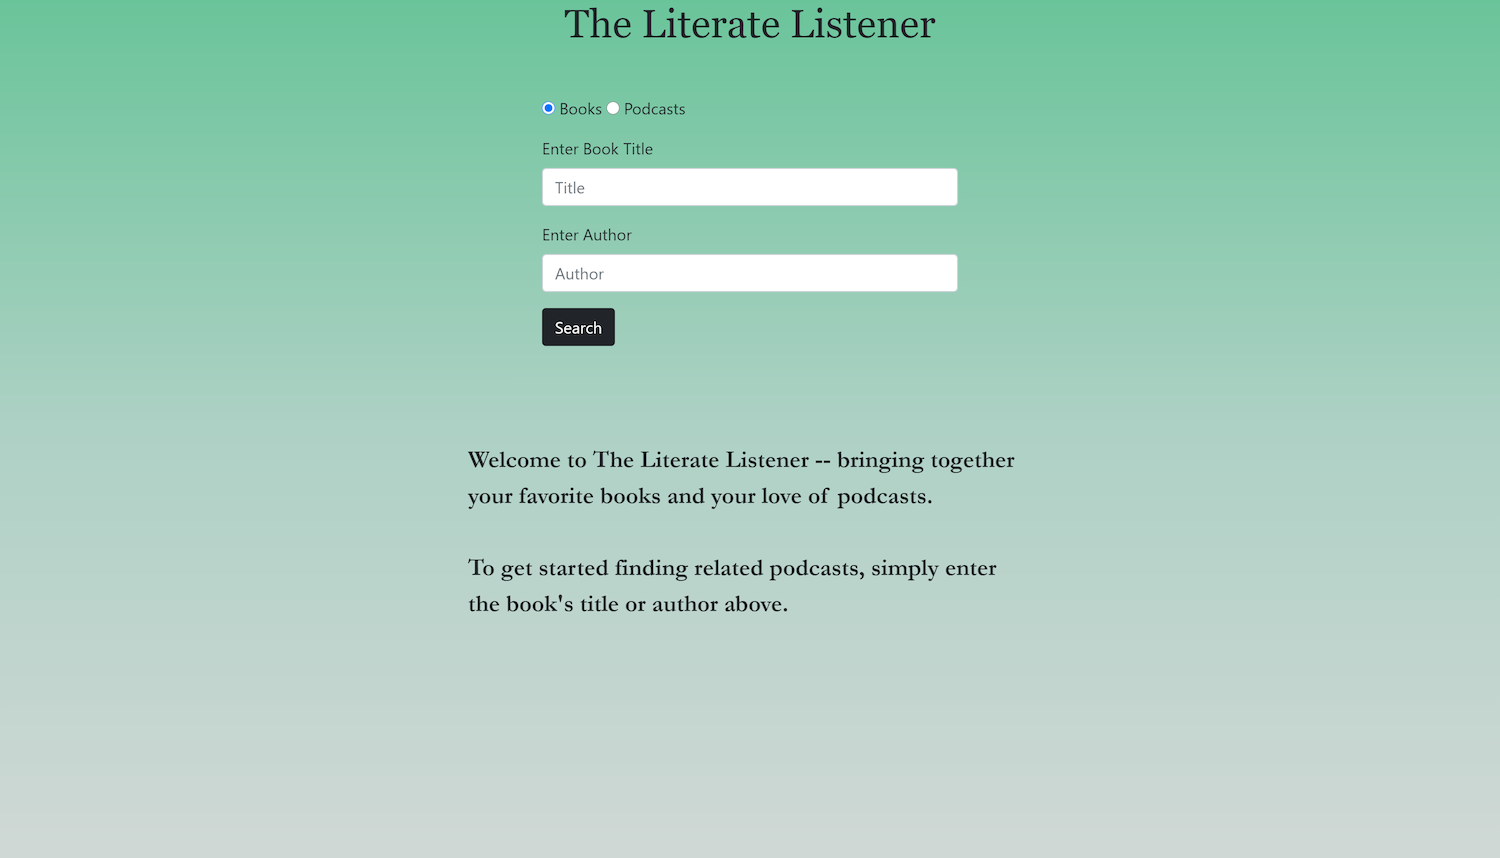 The Literate Listener
Books Podcasts
Enter Book Title
Title
Enter Author
Author
Search
Welcome to The Literate Listener -- bringing together
your favorite books and your love of podcasts.
To get started finding related podcasts, simply enter
the book's title or author above.